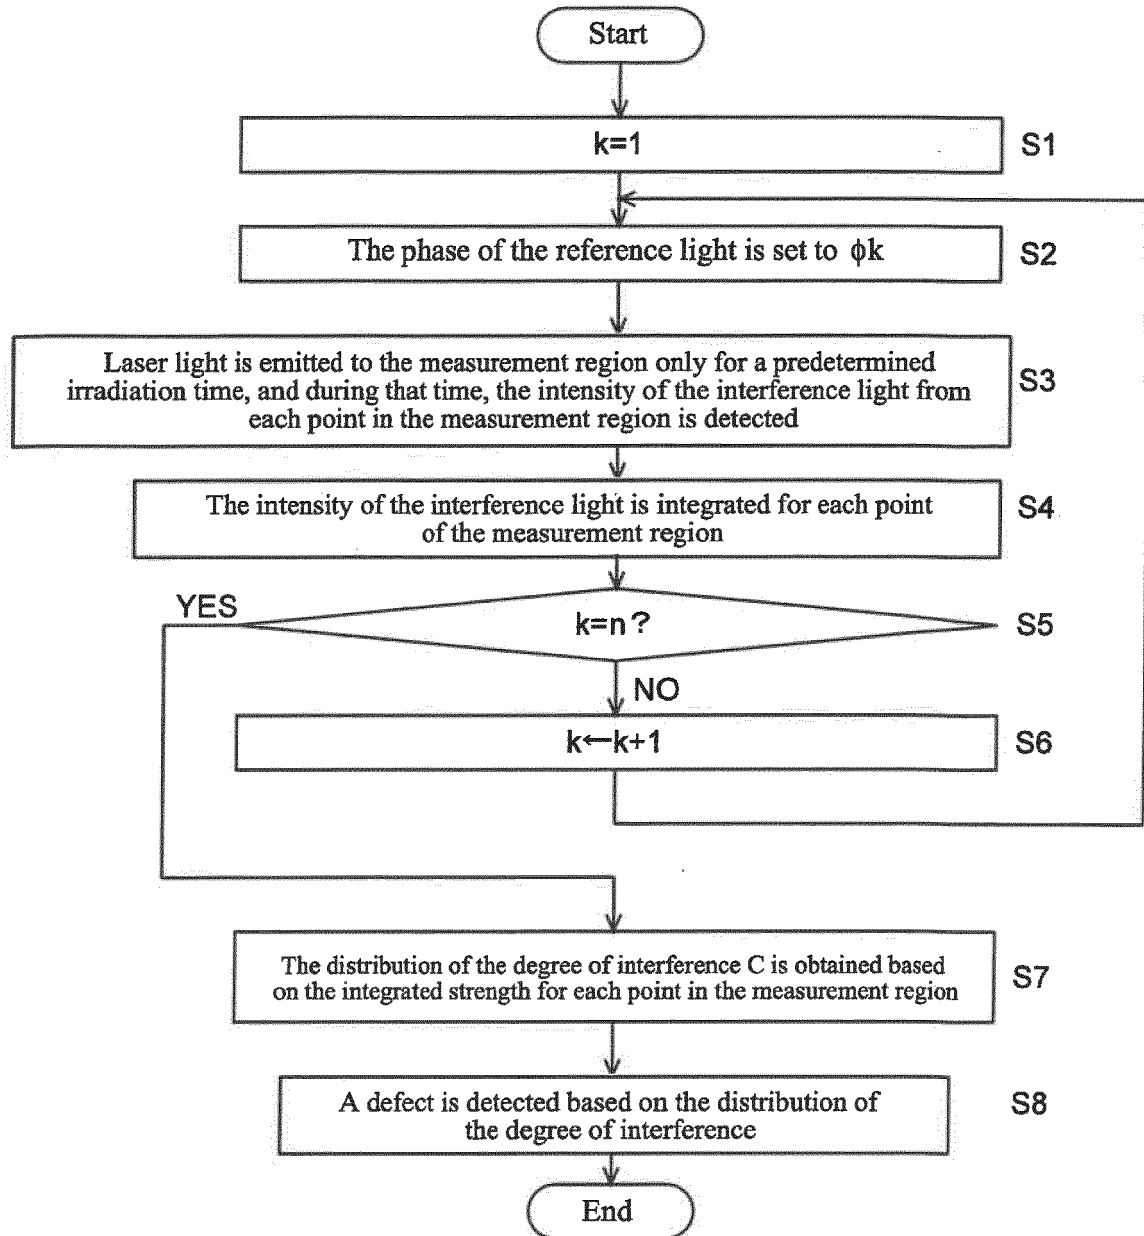 Start
k=1
S1
The phase of the reference light is set to ϕk
S2
Laser light is emitted to the measurement region only for a predetermined
irradiation time, and during that time, the intensity of the interference light from
each point in the measurement region is detected
S3
The intensity of the interference light is integrated for each point
of the measurement region
S4
YES
k=n?
S5
NO
k←k+1
S6
The distribution of the degree of interference C is obtained based
on the integrated strength for each point in the measurement region
S7
A defect is detected based on the distribution of
the degree of interference
S8
End